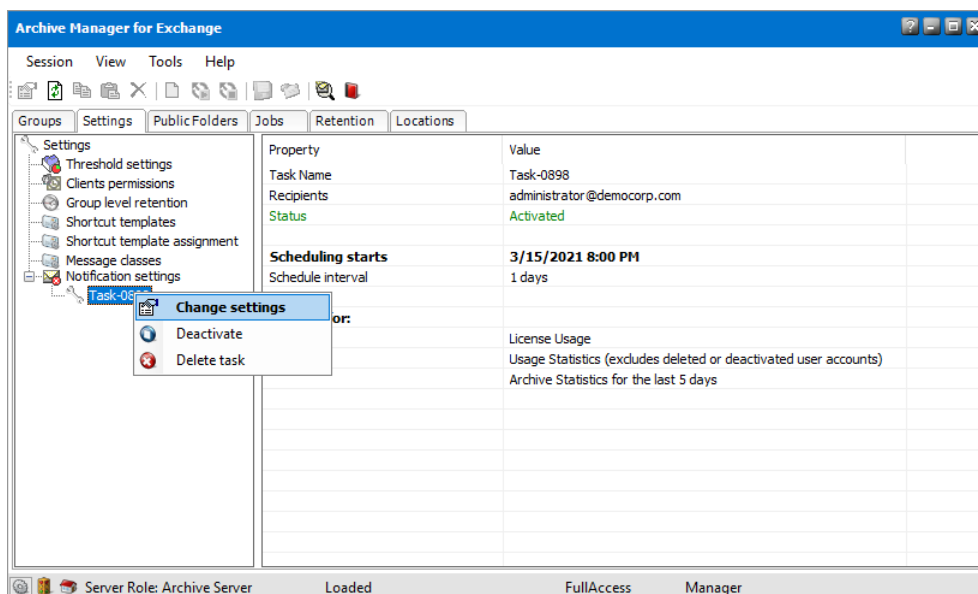 Archive Manager for Exchange
Session View Tools Help
Groups Settings Public Folders Jobs Retention Locations
Settings
Threshold settings
Clients permissions
Group level retention
Shortcut templates
Shortcut template assignment
Message classes
Notification settings
Change settings
Deactivate
Delete task
Property Value
Task Name Task-0898
Recipients administrator@democorp.com
Status Activated
Scheduling starts 3/15/2021 8:00 PM
Schedule interval 1 days
for:
License Usage
Usage Statistics (excludes deleted or deactivated user accounts)
Archive Statistics for the last 5 days
Server Role: Archive Server Loaded FullAccess Manager